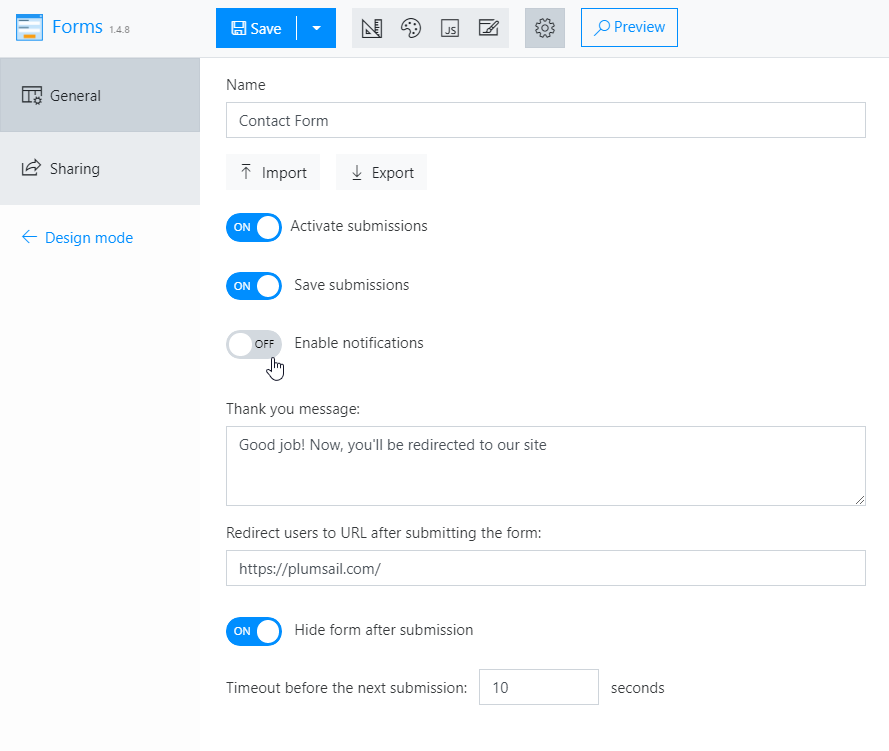 Forms 1.4.8
Save
JS
Preview
General
Sharing
Design mode
Name
Contact Form
Import
Export
ON Activate submissions
ON Save submissions
OFF Enable notifications
Thank you message:
Good job! Now, you'll be redirected to our site
Redirect users to URL after submitting the form:
https://plumsail.com/
ON Hide form after submission
Timeout before the next submission: 10 seconds